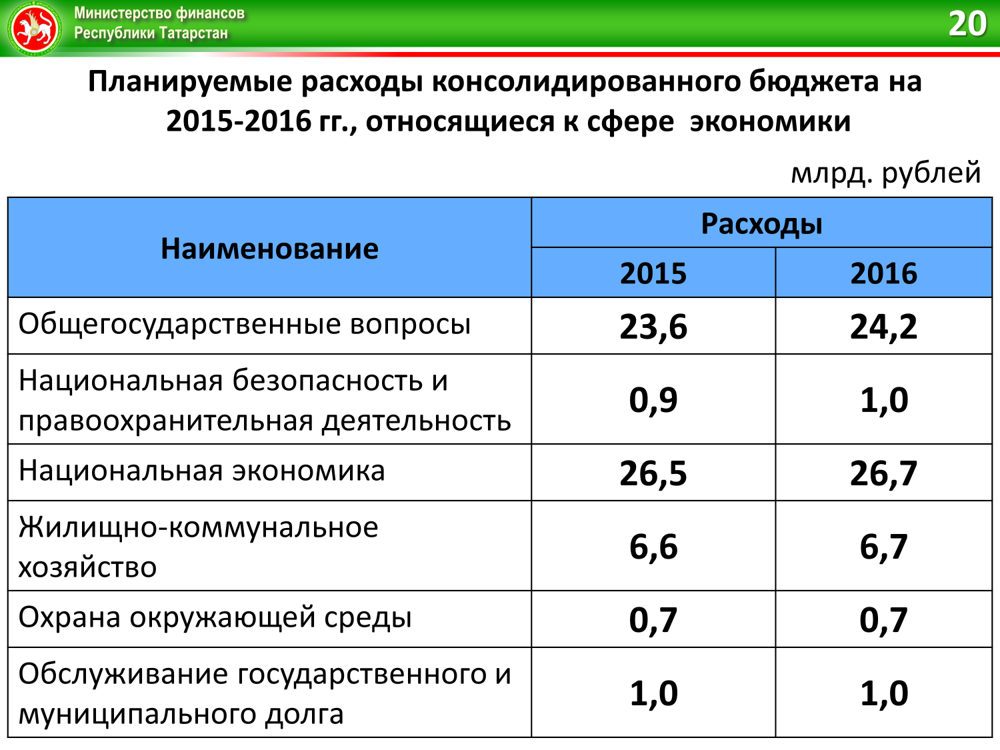 Министерство финансов
Республики Татарстан
20
Планируемые расходы консолидированного бюджета на
2015-2016 гг., относящиеся к сфере экономики
млрд. рублей
Наименование
Расходы
2015
2016
Общегосударственные вопросы
23,6
24,2
Национальная безопасность и
правоохранительная деятельность
0,9
1,0
Национальная экономика
26,5
26,7
Жилищно-коммунальное
хозяйство
6,6
6,7
Охрана окружающей среды
0,7
0,7
Обслуживание государственного и
муниципального долга
1,0
1,0